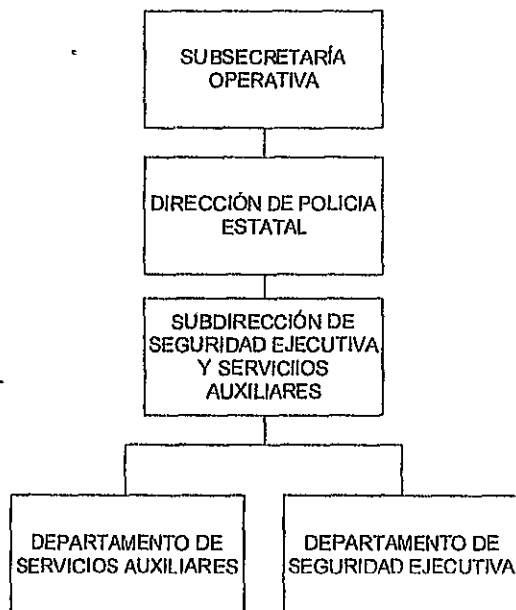 SUBSECRETARÍA
OPERATIVA
DIRECCIÓN DE POLICIA
ESTATAL
SUBDIRECCIÓN DE
SEGURIDAD EJECUTIVA
Y SERVICIIOS
AUXILIARES
DEPARTAMENTO DE
SERVICIOS AUXILIARES
DEPARTAMENTO DE
SEGURIDAD EJECUTIVA